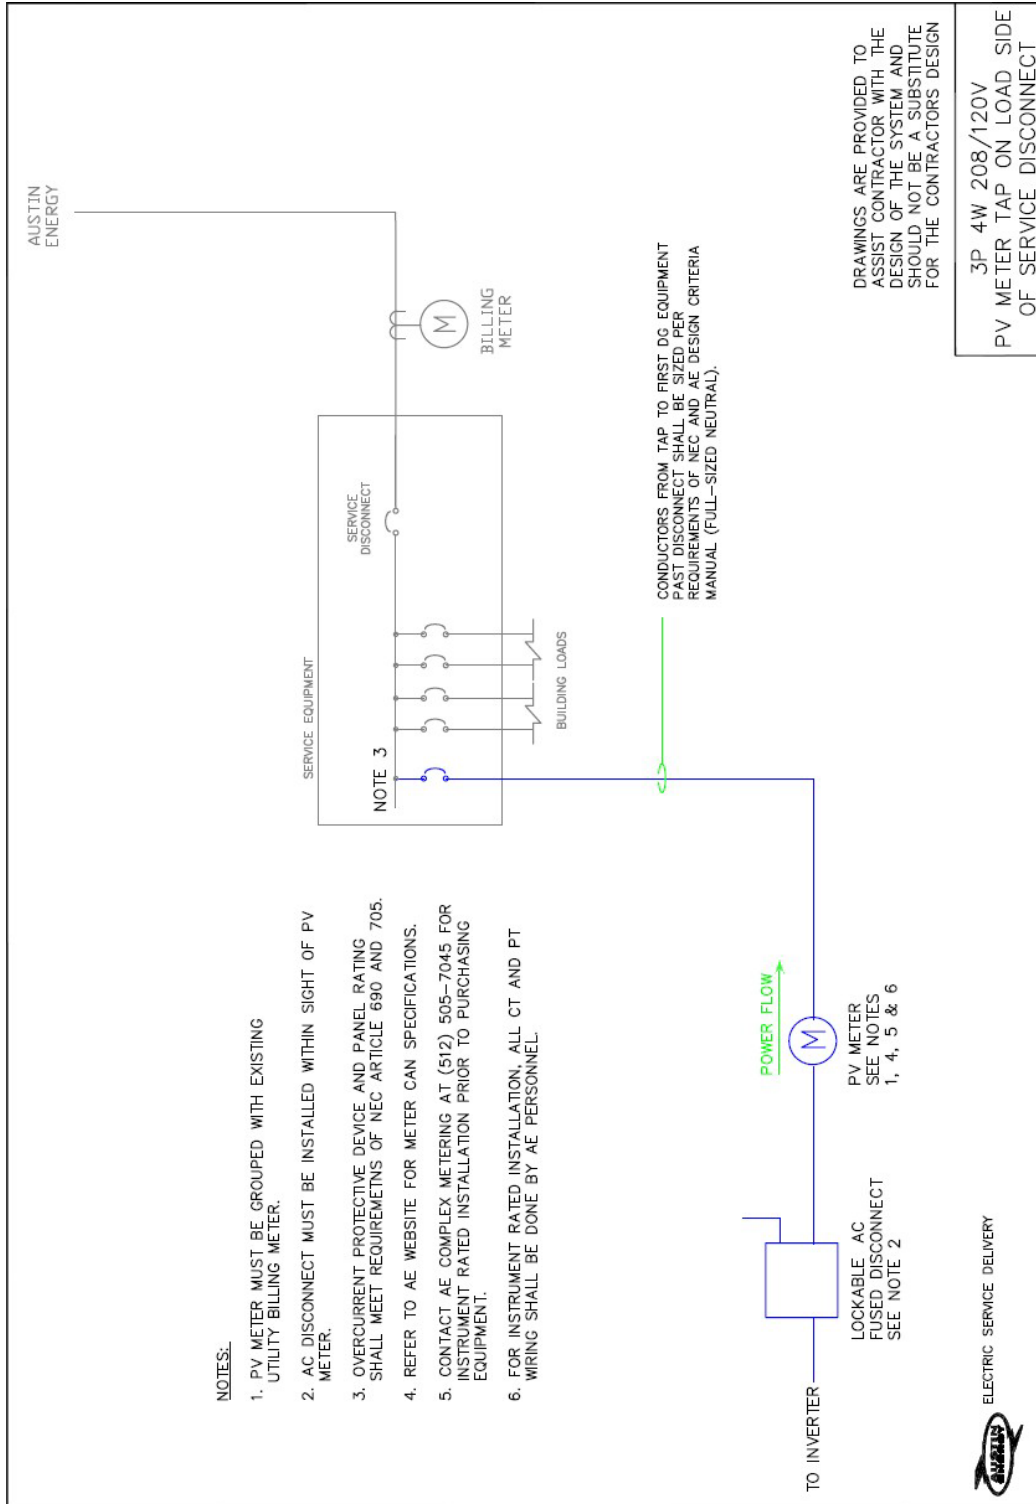 NOTES:
1. PV METER MUST BE GROUPED WITH EXISTING
UTILITY BILLING METER.
2. AC DISCONNECT MUST BE INSTALLED WITHIN SIGHT OF PV
METER.
3. OVERCURRENT PROTECTIVE DEVICE AND PANEL RATING
SHALL MEET REQUIREMETNS OF NEC ARTICLE 690 AND 705.
4. REFER TO AE WEBSITE FOR METER CAN SPECIFICATIONS.
5. CONTACT AE COMPLEX METERING AT (512) 505-7045 FOR
INSTRUMENT RATED INSTALLATION PRIOR TO PURCHASING
EQUIPMENT.
6. FOR INSTRUMENT RATED INSTALLATION, ALL CT AND PT
WIRING SHALL BE DONE BY AE PERSONNEL.
AUSTIN
ENERGY
M
BILLING
METER
SERVICE EQUIPMENT
SERVICE
DISCONNECT
NOTE 3
BUILDING LOADS
CONDUCTORS FROM TAP TO FIRST DG EQUIPMENT
PAST DISCONNECT SHALL BE SIZED PER
REQUIREMENTS OF NEC AND AE DESIGN CRITERIA
MANUAL (FULL-SIZED NEUTRAL).
POWER FLOW
M
PV METER
SEE NOTES
1, 4, 5 & 6
LOCKABLE AC
FUSED DISCONNECT
SEE NOTE 2
TO INVERTER
DRAWINGS ARE PROVIDED TO
ASSIST CONTRACTOR WITH THE
DESIGN OF THE SYSTEM AND
SHOULD NOT BE A SUBSTITUTE
FOR THE CONTRACTORS DESIGN
AUSTIN
ENERGY
ELECTRIC SERVICE DELIVERY
3P 4W 208/120V
PV METER TAP ON LOAD SIDE
OF SERVICE DISCONNECT